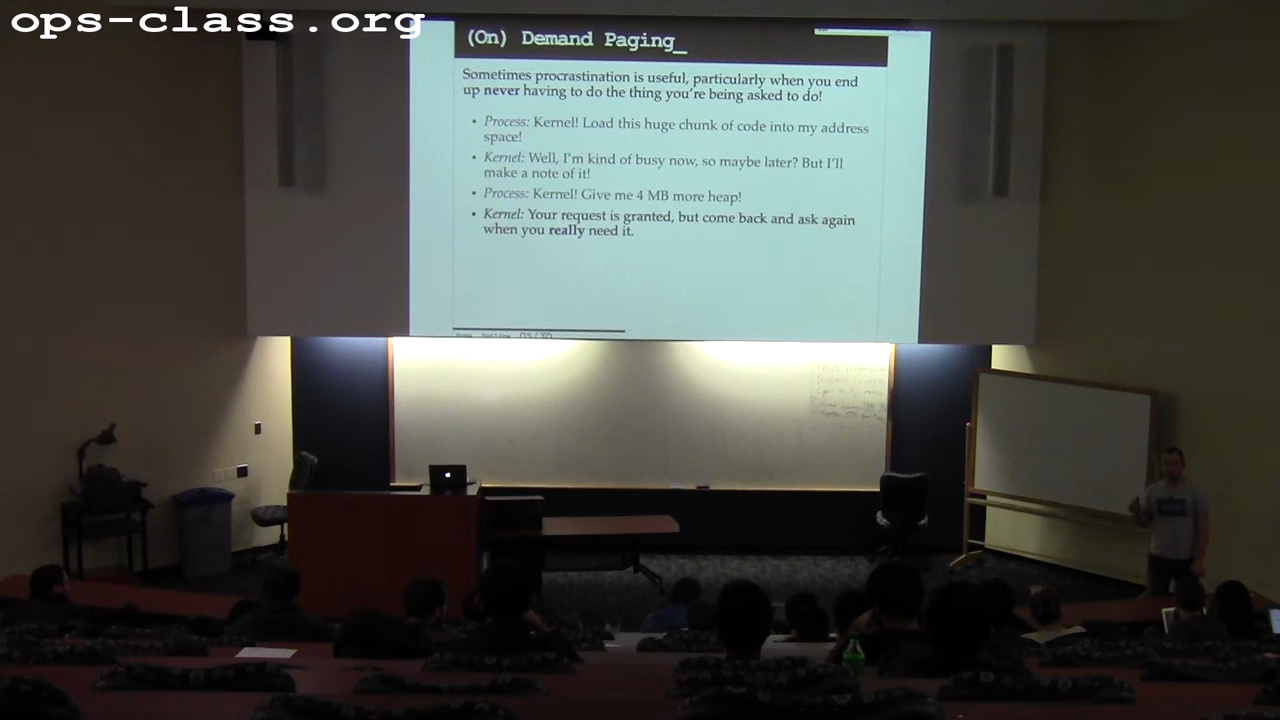 ops-class.org
(On) Demand Paging_
Sometimes procrastination is useful, particularly when you end
up never having to do the thing you're being asked to do!
• Process: Kernel! Load this huge chunk of code into my address
space!
• Kernel: Well, I'm kind of busy now, so maybe later? But I'll
make a note of it!
• Process: Kernel! Give me 4 MB more heap!
• Kernel: Your request is granted, but come back and ask again
when you really need it.